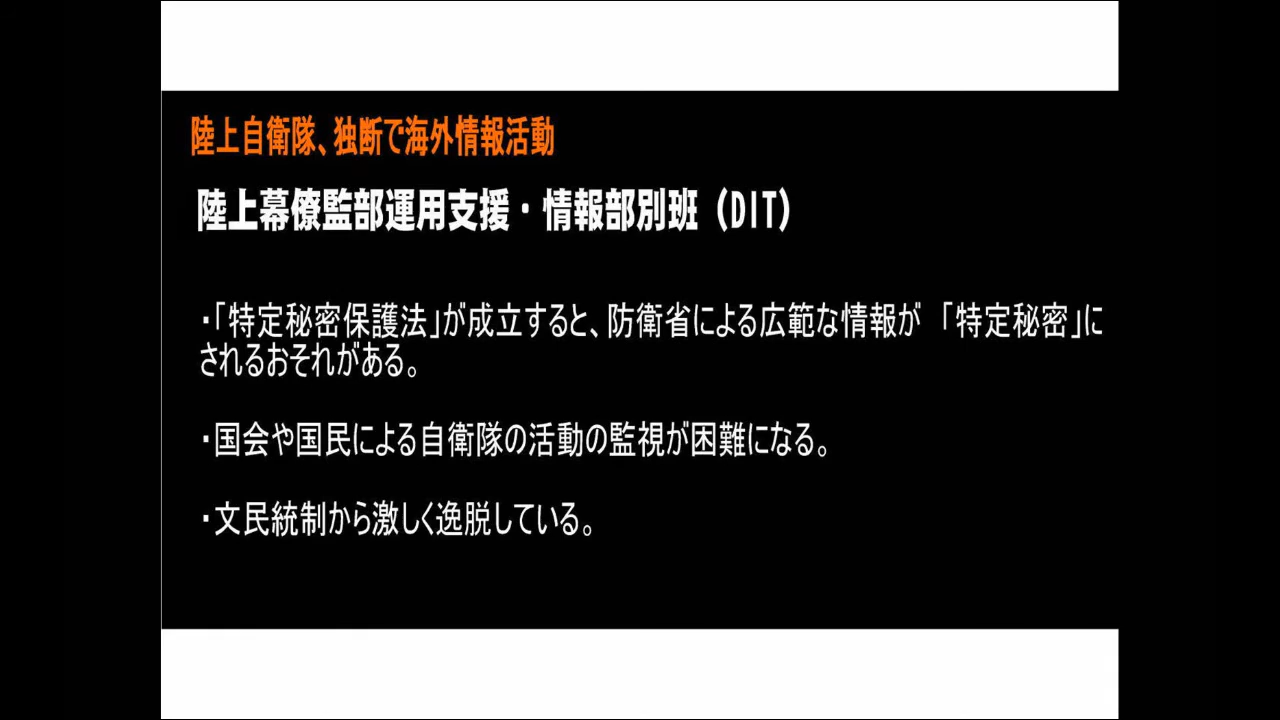 陸上自衛隊、独断で海外情報活動
陸上幕僚監部運用支援・情報部別班（DIT）
・「特定秘密保護法」が成立すると、防衛省による広範な情報が 「特定秘密」に
されるおそれがある。
・国会や国民による自衛隊の活動の監視が困難になる。
・文民統制から激しく逸脱している。